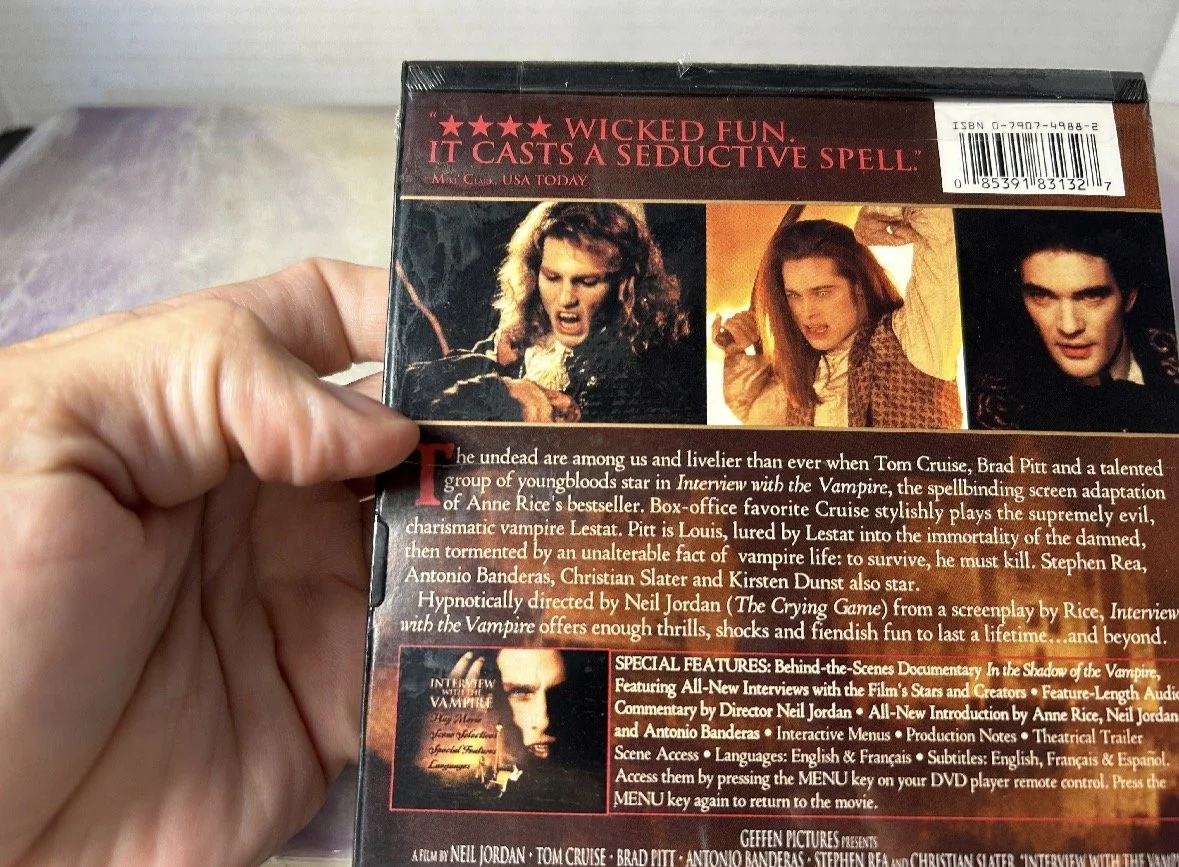 "★★★★ WICKED FUN.
IT CASTS A SEDUCTIVE SPELL."
Mike Clark, USA TODAY
ISBN 0-7907-4988-2
0 85391 83132 7
The undead are among us and livelier than ever when Tom Cruise, Brad Pitt and a talented
group of youngbloods star in Interview with the Vampire, the spellbinding screen adaptation
of Anne Rice's bestseller. Box-office favorite Cruise stylishly plays the supremely evil,
charismatic vampire Lestat. Pitt is Louis, lured by Lestat into the immortality of the damned,
then tormented by an unalterable fact of vampire life: to survive, he must kill. Stephen Rea,
Antonio Banderas, Christian Slater and Kirsten Dunst also star.
Hypnotically directed by Neil Jordan (The Crying Game) from a screenplay by Rice, Interview
with the Vampire offers enough thrills, shocks and fiendish fun to last a lifetime...and beyond.
INTERVIEW
WITH THE
VAMPIRE
Play Movie
Scene Selections
Special Features
Languages
SPECIAL FEATURES: Behind-the-Scenes Documentary In the Shadow of the Vampire,
Featuring All-New Interviews with the Film's Stars and Creators • Feature-Length Audio
Commentary by Director Neil Jordan • All-New Introduction by Anne Rice, Neil Jordan
and Antonio Banderas • Interactive Menus • Production Notes • Theatrical Trailer
Scene Access • Languages: English & Français • Subtitles: English, Français & Español.
Access them by pressing the MENU key on your DVD player remote control. Press the
MENU key again to return to the movie.
GEFFEN PICTURES PRESENTS
A FILM BY NEIL JORDAN • TOM CRUISE • BRAD PITT • ANTONIO BANDERAS • STEPHEN REA AND CHRISTIAN SLATER "INTERVIEW WITH THE VAMPI